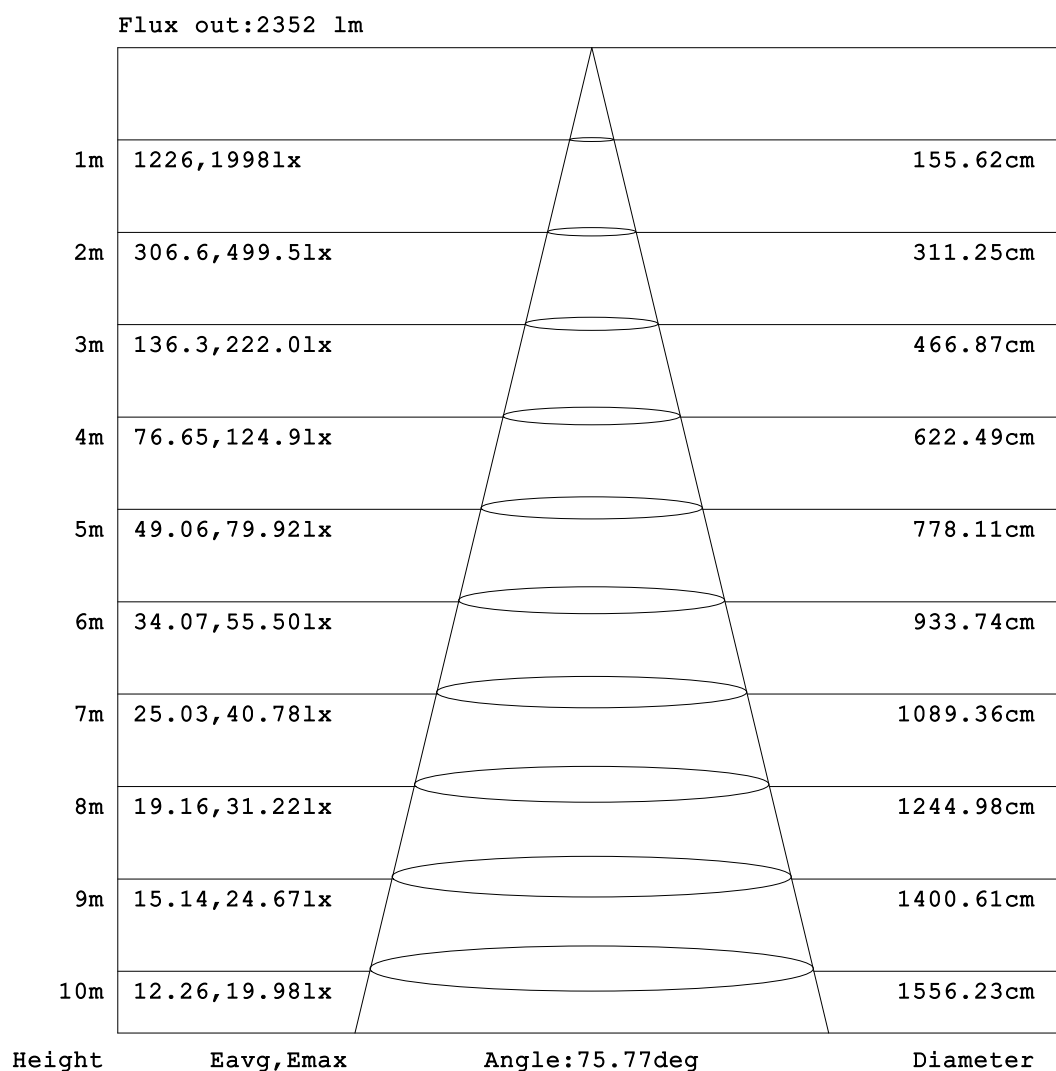 Flux out:2352 lm
1m 1226,1998lx 155.62cm
2m 306.6,499.5lx 311.25cm
3m 136.3,222.0lx 466.87cm
4m 76.65,124.9lx 622.49cm
5m 49.06,79.92lx 778.11cm
6m 34.07,55.50lx 933.74cm
7m 25.03,40.78lx 1089.36cm
8m 19.16,31.22lx 1244.98cm
9m 15.14,24.67lx 1400.61cm
10m 12.26,19.98lx 1556.23cm
Height Eavg,Emax Angle:75.77deg Diameter